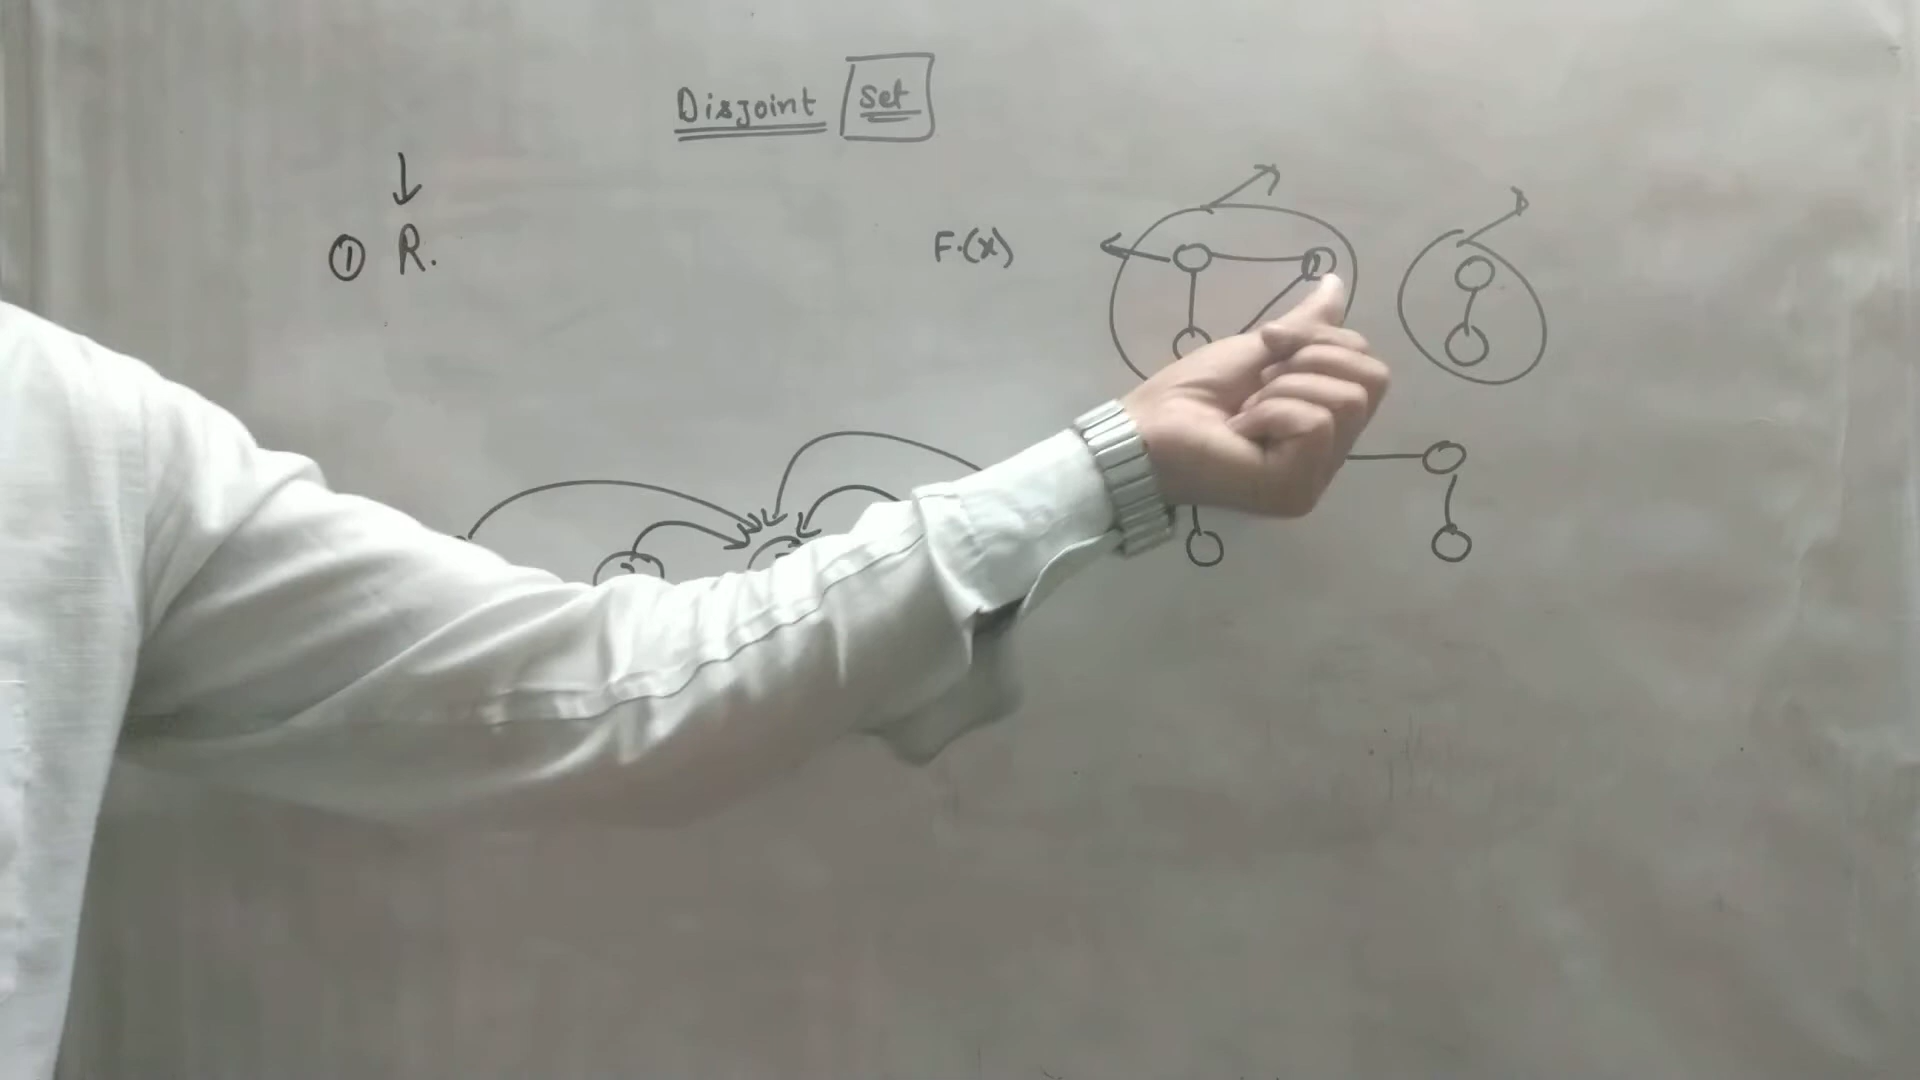 Disjoint Set
① R.
F.(x)